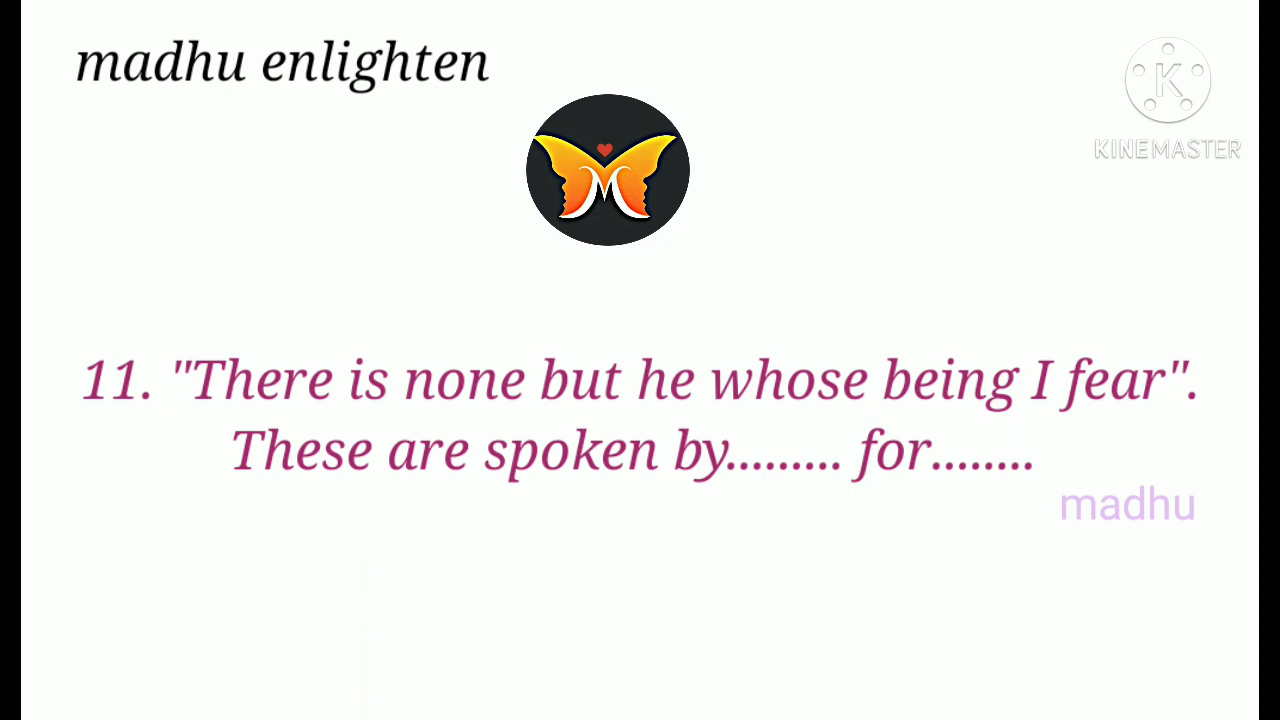 madhu enlighten
K
KINEMASTER
M
11. "There is none but he whose being I fear".
These are spoken by......... for........
madhu